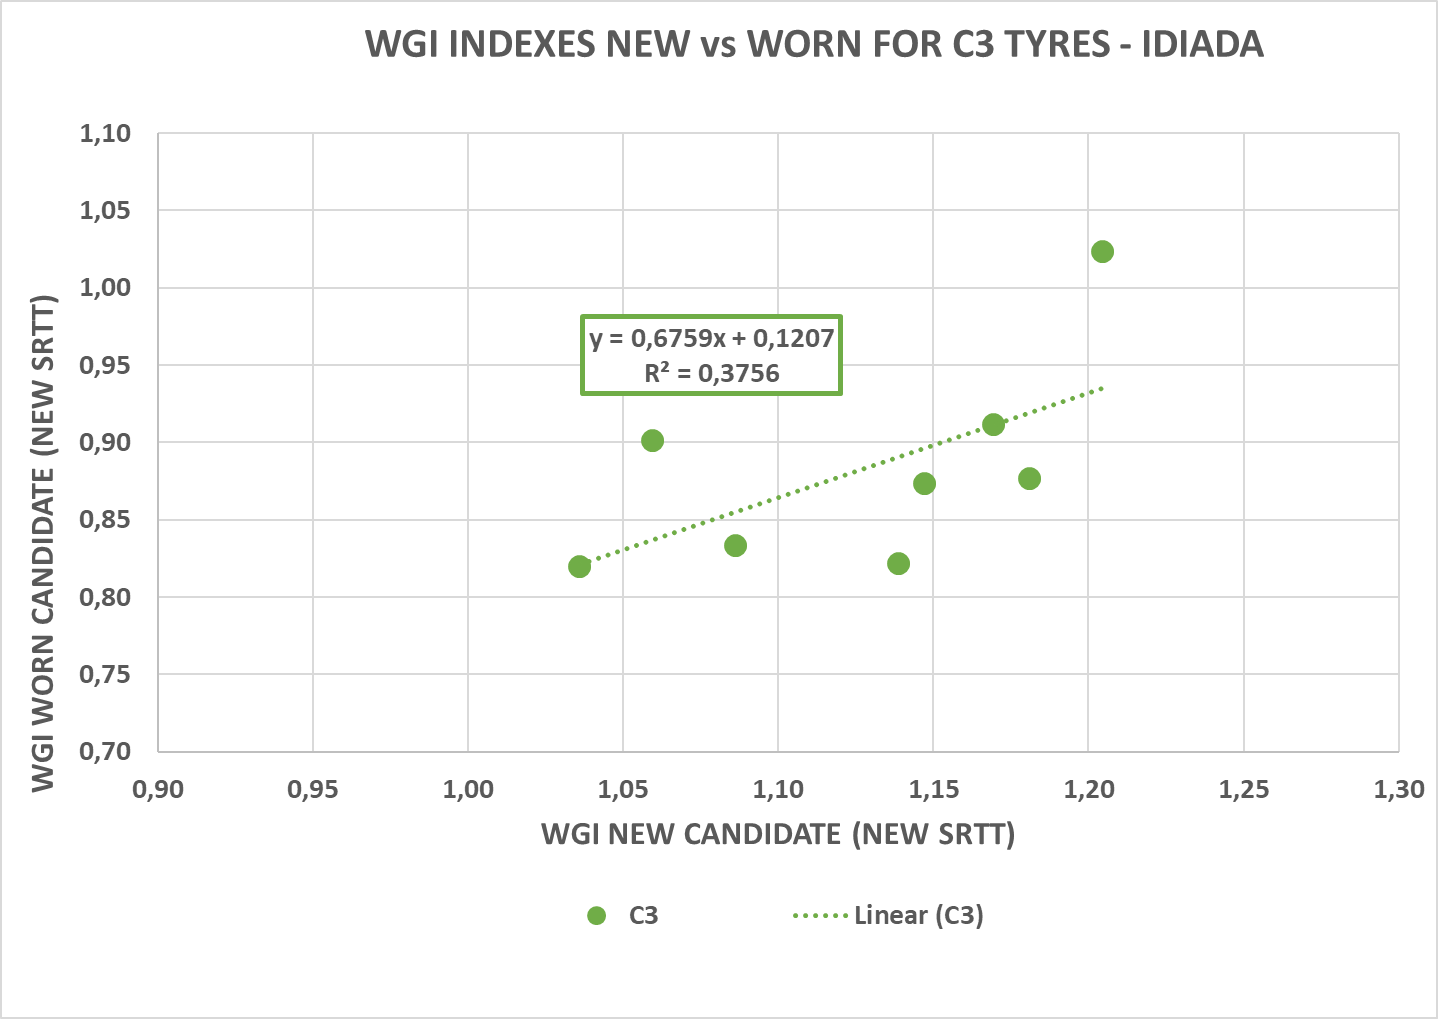 WGI INDEXES NEW vs WORN FOR C3 TYRES - IDIADA
WGI WORN CANDIDATE (NEW SRTT)
1,10
1,05
1,00
0,95
0,90
0,85
0,80
0,75
0,70
y = 0,6759x + 0,1207
R² = 0,3756
0,90 0,95 1,00 1,05 1,10 1,15 1,20 1,25 1,30
WGI NEW CANDIDATE (NEW SRTT)
C3 Linear (C3)